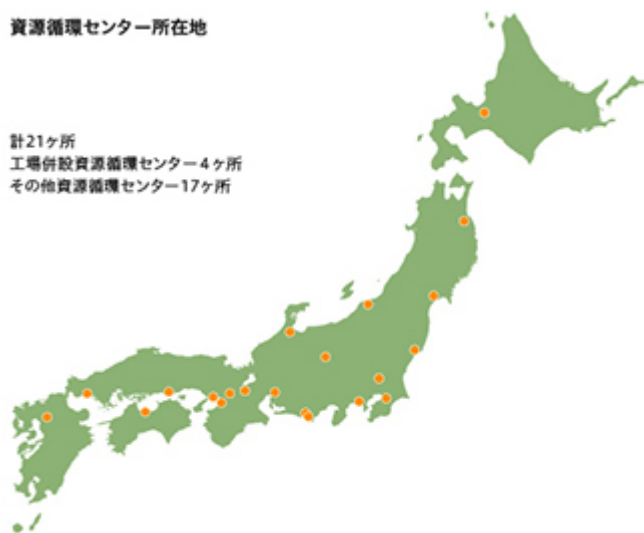 資源循環センター所在地
計21ヶ所
工場併設資源循環センター4ヶ所
その他資源循環センター17ヶ所